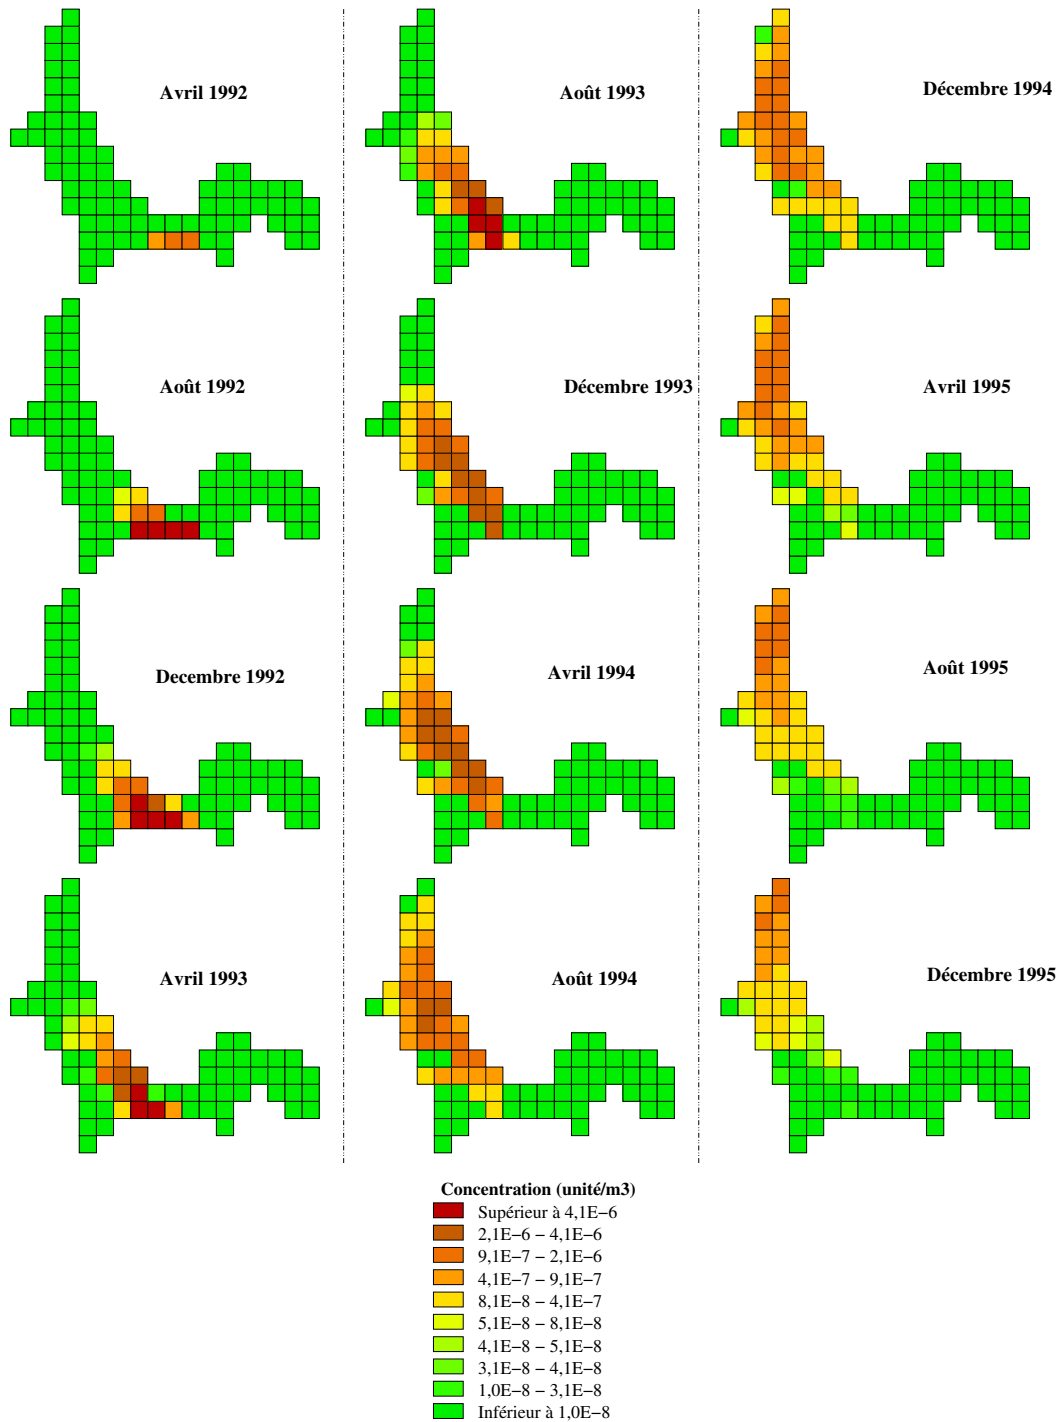 Avril 1992
Août 1993
Décembre 1994
Août 1992
Décembre 1993
Avril 1995
Decembre 1992
Avril 1994
Août 1995
Avril 1993
Août 1994
Décembre 1995
Concentration (unité/m3)
Supérieur à 4,1E−6
2,1E−6 − 4,1E−6
9,1E−7 − 2,1E−6
4,1E−7 − 9,1E−7
8,1E−8 − 4,1E−7
5,1E−8 − 8,1E−8
4,1E−8 − 5,1E−8
3,1E−8 − 4,1E−8
1,0E−8 − 3,1E−8
Inférieur à 1,0E−8